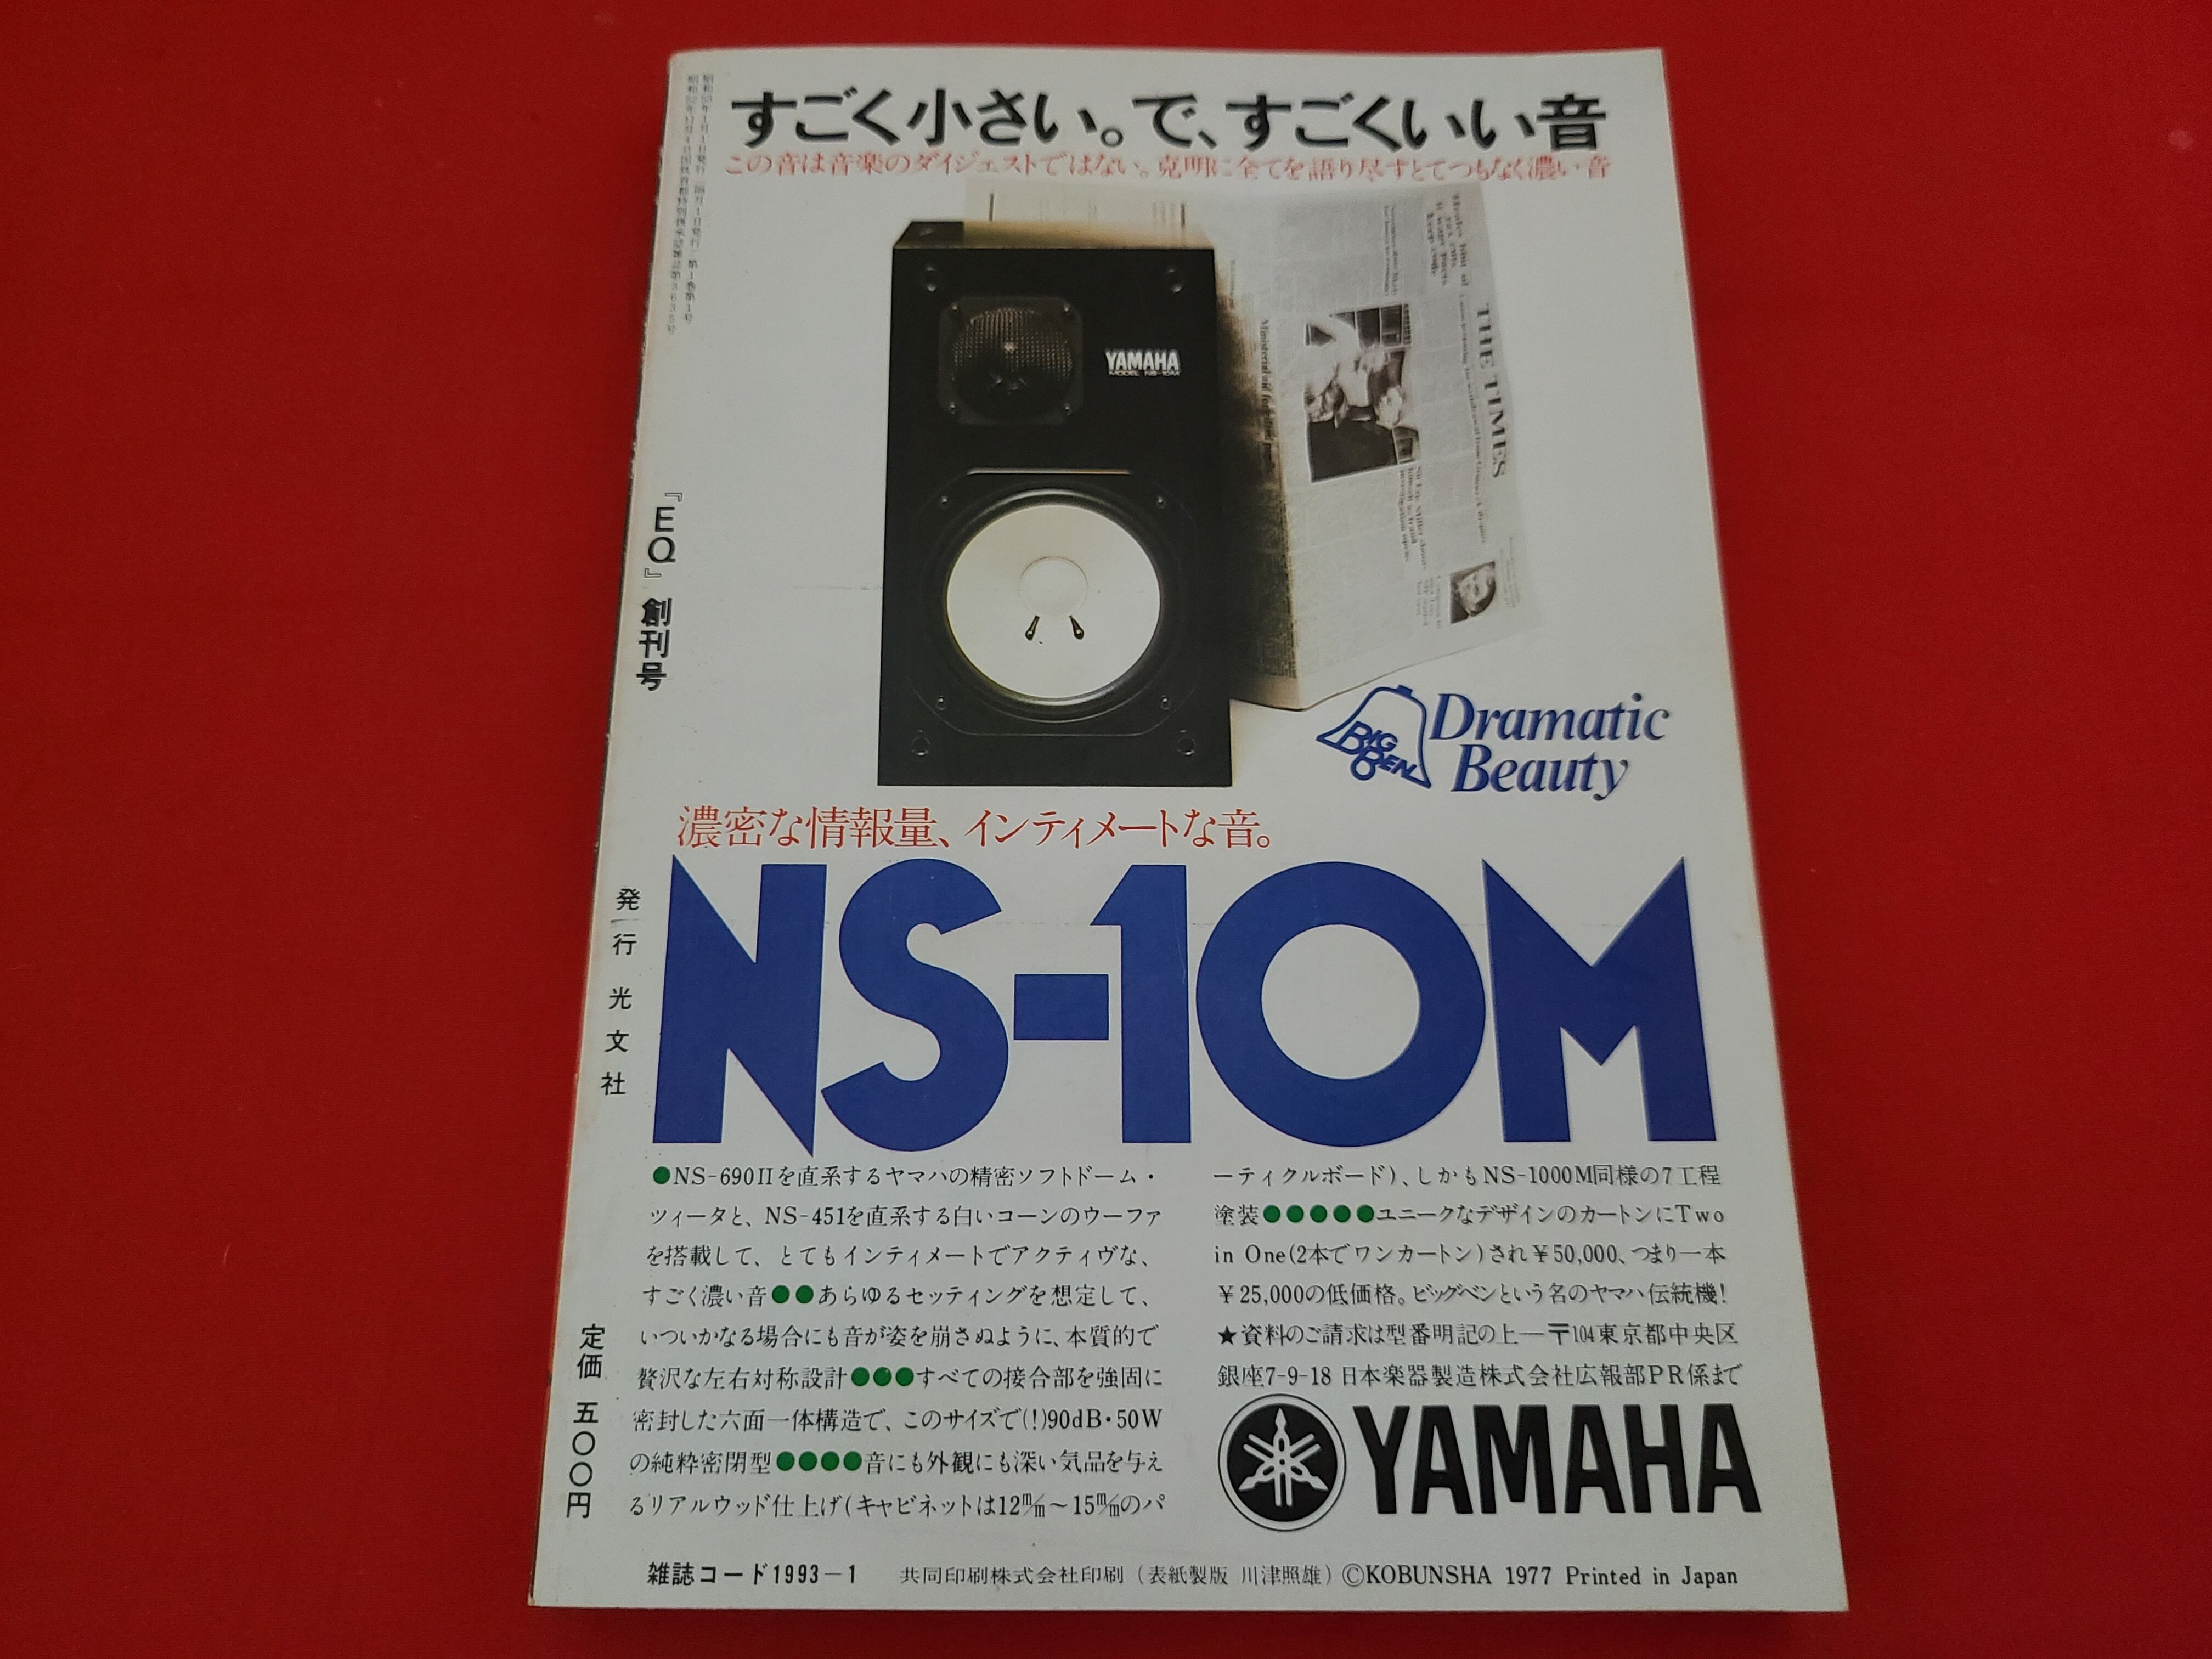 すごく小さい。で、すごくいい音
この音は音楽のダイジェストではない。克明に全てを語り尽すとてつもなく濃い音
YAMAHA
MODEL NS-10M
THE TIMES
BIG BEN
Dramatic
Beauty
濃密な情報量、インティメートな音。
NS-10M
●NS-690IIを直系するヤマハの精密ソフトドーム・
ツィータと、NS-451を直系する白いコーンのウーファ
を搭載して、とてもインティメートでアクティヴな、
すごく濃い音●●あらゆるセッティングを想定して、
いついかなる場合にも音が姿を崩さぬように、本質的で
贅沢な左右対称設計●●●すべての接合部を強固に
密封した六面一体構造で、このサイズで(!)90dB・50W
の純粋密閉型●●●●音にも外観にも深い気品を与え
るリアルウッド仕上げ(キャビネットは12㎜〜15㎜のパ
ーティクルボード)、しかもNS-1000M同様の7工程
塗装●●●●●ユニークなデザインのカートンにTwo
in One(2本でワンカートン)され¥50,000、つまり一本
¥25,000の低価格。ビッグベンという名のヤマハ伝統機!
★資料のご請求は型番明記の上—〒104東京都中央区
銀座7-9-18 日本楽器製造株式会社広報部PR係まで
YAMAHA
雑誌コード1993-1 共同印刷株式会社印刷(表紙製版 川津照雄)©KOBUNSHA 1977 Printed in Japan
『EQ』創刊号
発行 光文社
定価 五〇〇円